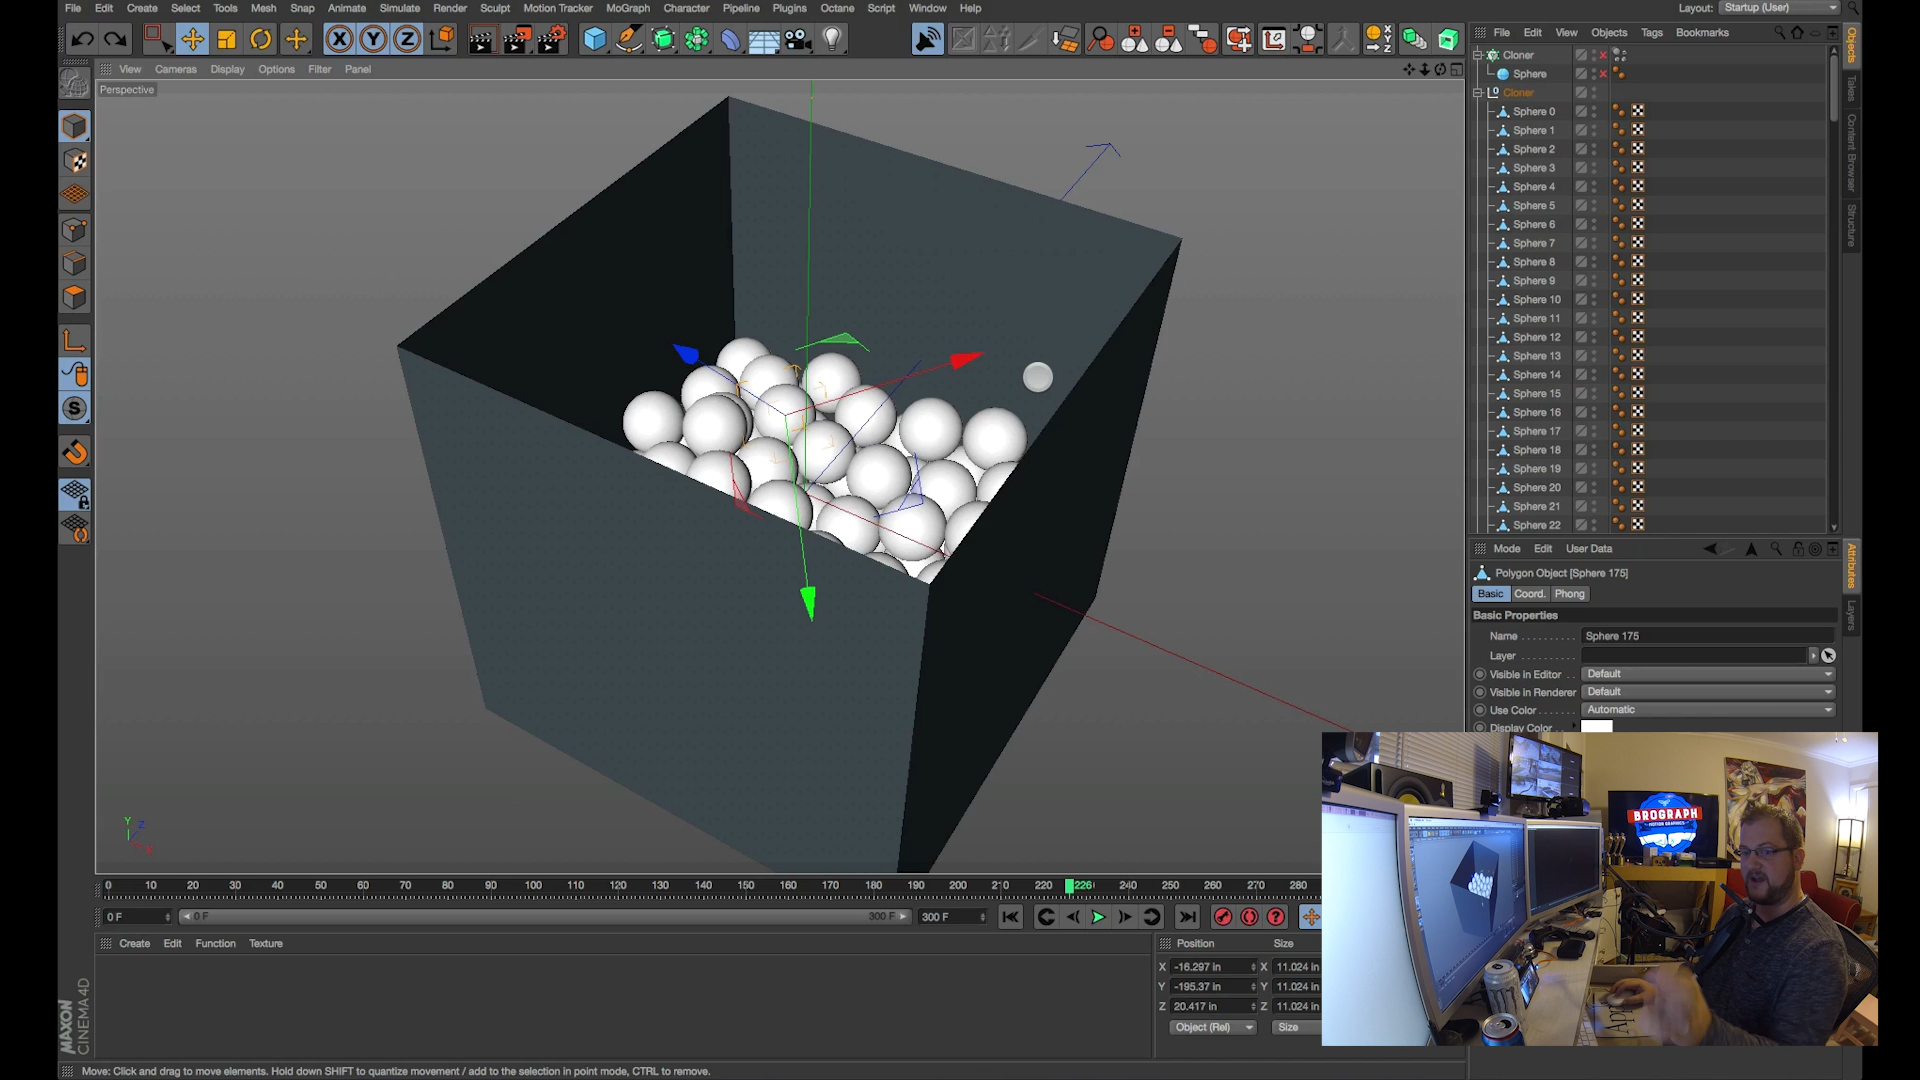 File Edit Create Select Tools Mesh Snap Animate Simulate Render Sculpt Motion Tracker MoGraph Character Pipeline Plugins Octane Script Window Help Layout: Startup (User)
File Edit View Objects Tags Bookmarks
View Cameras Display Options Filter Panel
Perspective
Cloner
Sphere
Cloner
Sphere 0
Sphere 1
Sphere 2
Sphere 3
Sphere 4
Sphere 5
Sphere 6
Sphere 7
Sphere 8
Sphere 9
Sphere 10
Sphere 11
Sphere 12
Sphere 13
Sphere 14
Sphere 15
Sphere 16
Sphere 17
Sphere 18
Sphere 19
Sphere 20
Sphere 21
Sphere 22
Objects
Takes
Content Browser
Structure
Mode Edit User Data
Polygon Object [Sphere 175]
Basic Coord. Phong
Basic Properties
Name Sphere 175
Layer
Visible in Editor Default
Visible in Renderer Default
Use Color Automatic
Display Color
Attributes
Layers
X Y Z
Y Z X
0 10 20 30 40 50 60 70 80 90 100 110 120 130 140 150 160 170 180 190 200 210 220 226 240 250 260 270 280
0 F 0 F 300 F 300 F
Create Edit Function Texture
Position Size
X -16.297 in X 11.024 in
Y -195.37 in Y 11.024 in
Z 20.417 in Z 11.024 in
Object (Rel) Size
BROGRAPH
MOTION GRAPHICS
MAXON
CINEMA 4D
Move: Click and drag to move elements. Hold down SHIFT to quantize movement / add to the selection in point mode, CTRL to remove.